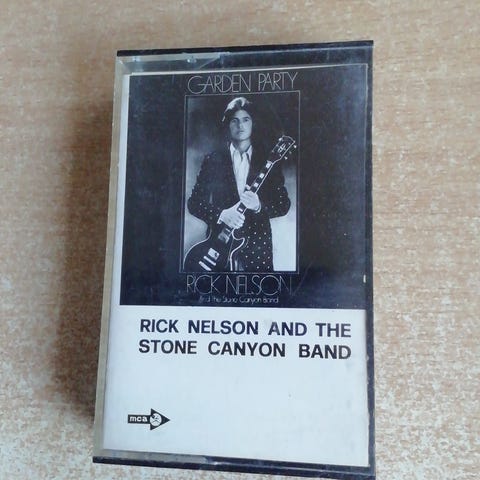 GARDEN PARTY
RICK NELSON
And The Stone Canyon Band
RICK NELSON AND THE
STONE CANYON BAND
mca